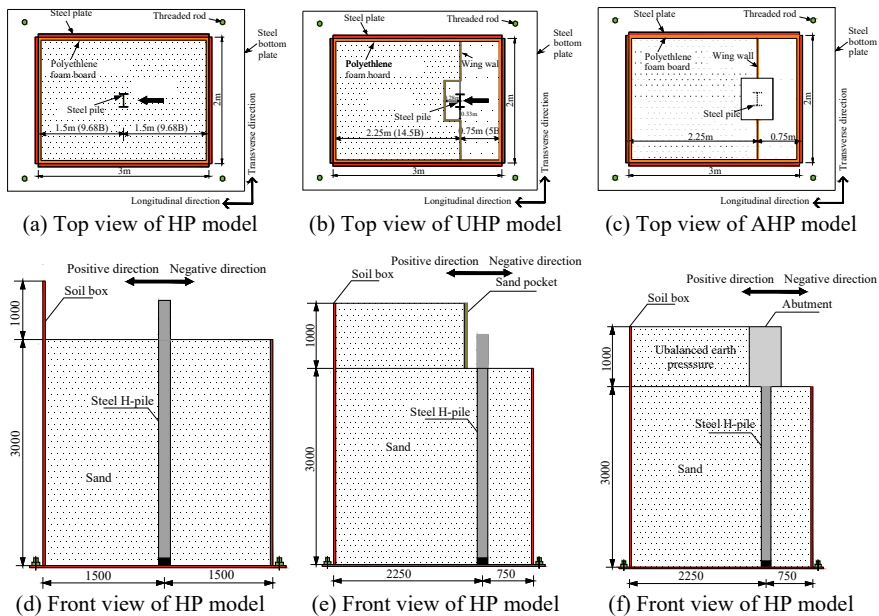 Steel plate
Threaded rod
Steel
bottom
plate
Polyethlene
foam board
Steel pile
1.5m (9.68B)
1.5m (9.68B)
2m
3m
Transverse direction
Longitudinal direction
(a) Top view of HP model
Steel plate
Threaded rod
Steel
bottom
plate
Polyethlene
foam board
Wing wall
Steel pile
0.33m
2.25m (14.5B)
0.75m (5B
2m
3m
Transverse direction
Longitudinal direction
(b) Top view of UHP model
Steel plate
Threaded rod
Steel
bottom
plate
Polyethlene
foam board
Wing wall
Steel pile
2.25m
0.75m
2m
3m
Transverse direction
Longitudinal direction
(c) Top view of AHP model
Positive direction
Negative direction
Soil box
1000
3000
Steel H-pile
Sand
1500
1500
(d) Front view of HP model
Positive direction
Negative direction
Soil box
Sand pocket
1000
3000
Steel H-pile
Sand
2250
750
(e) Front view of HP model
Positive direction
Negative direction
Soil box
Abutment
Ubalanced earth
presssure
1000
3000
Steel H-pile
Sand
2250
750
(f) Front view of HP model